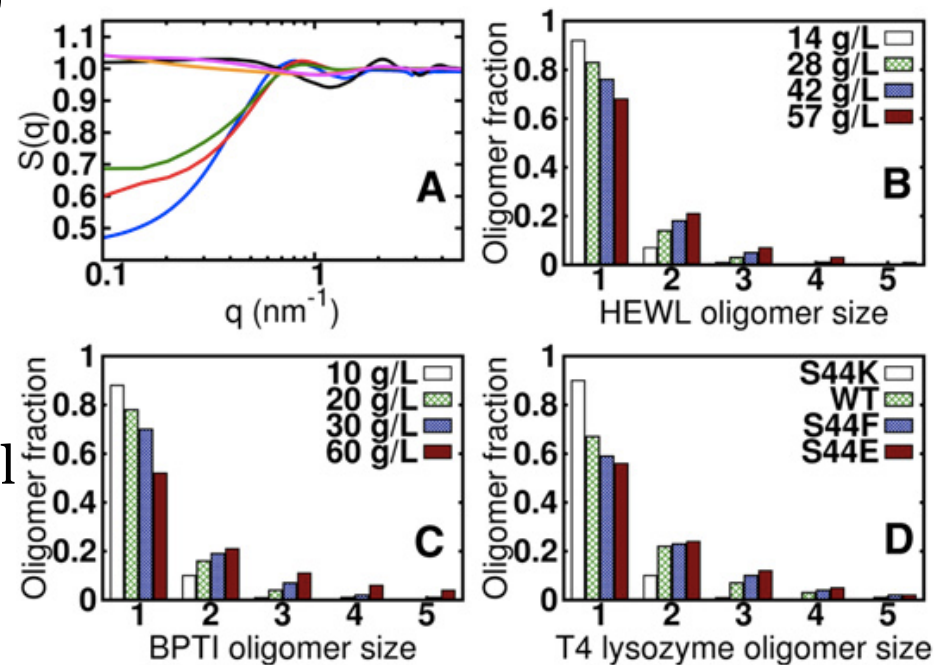 1.1
1.0
0.9
0.8
0.7
0.6
0.5
S(q)
0.1
1
q (nm⁻¹)
A
1
0.8
0.6
0.4
0.2
0
Oligomer fraction
14 g/L
28 g/L
42 g/L
57 g/L
B
1 2 3 4 5
HEWL oligomer size
1
0.8
0.6
0.4
0.2
0
Oligomer fraction
10 g/L
20 g/L
30 g/L
60 g/L
C
1 2 3 4 5
BPTI oligomer size
l
1
0.8
0.6
0.4
0.2
0
Oligomer fraction
S44K
WT
S44F
S44E
D
1 2 3 4 5
T4 lysozyme oligomer size